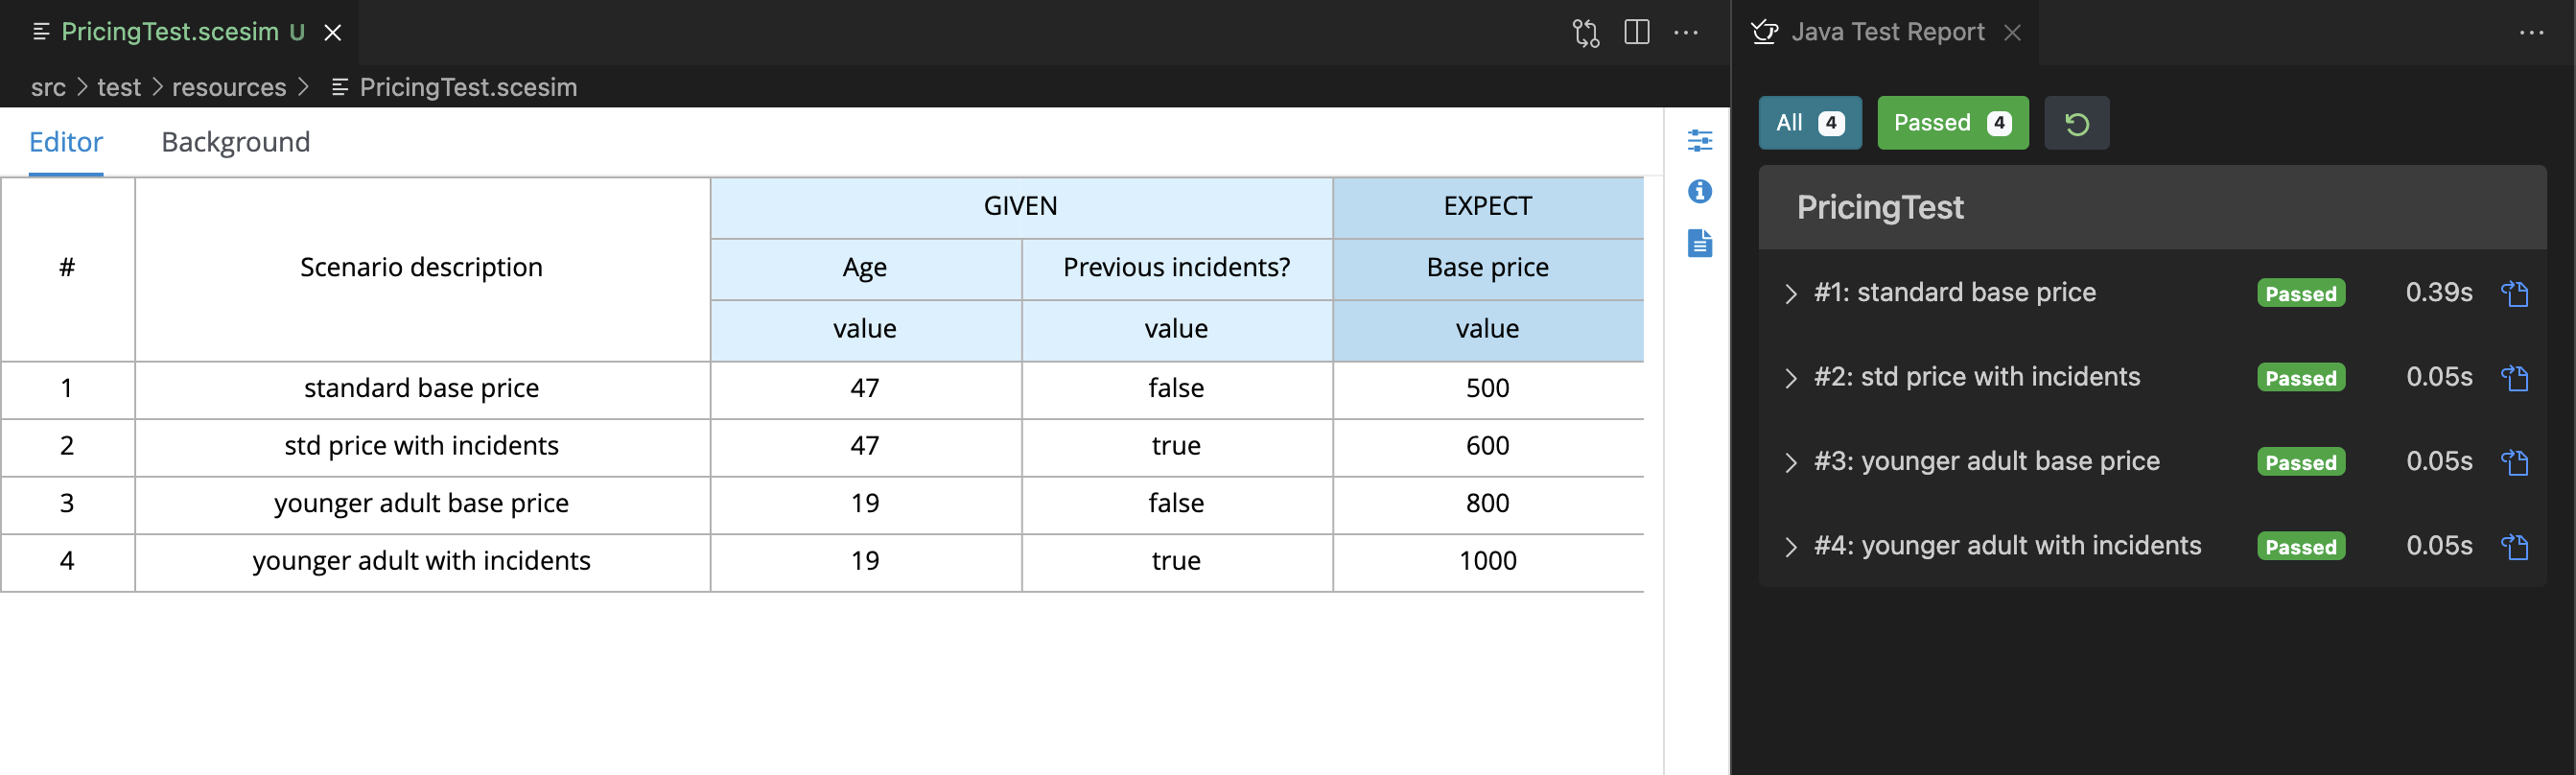 PricingTest.scesim U
src > test > resources > PricingTest.scesim
Editor Background
# Scenario description GIVEN EXPECT
Age Previous incidents? Base price
value value value
1 standard base price 47 false 500
2 std price with incidents 47 true 600
3 younger adult base price 19 false 800
4 younger adult with incidents 19 true 1000
Java Test Report
All 4 Passed 4
PricingTest
#1: standard base price Passed 0.39s
#2: std price with incidents Passed 0.05s
#3: younger adult base price Passed 0.05s
#4: younger adult with incidents Passed 0.05s